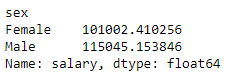 sex
Female    101002.410256
Male      115045.153846
Name: salary, dtype: float64